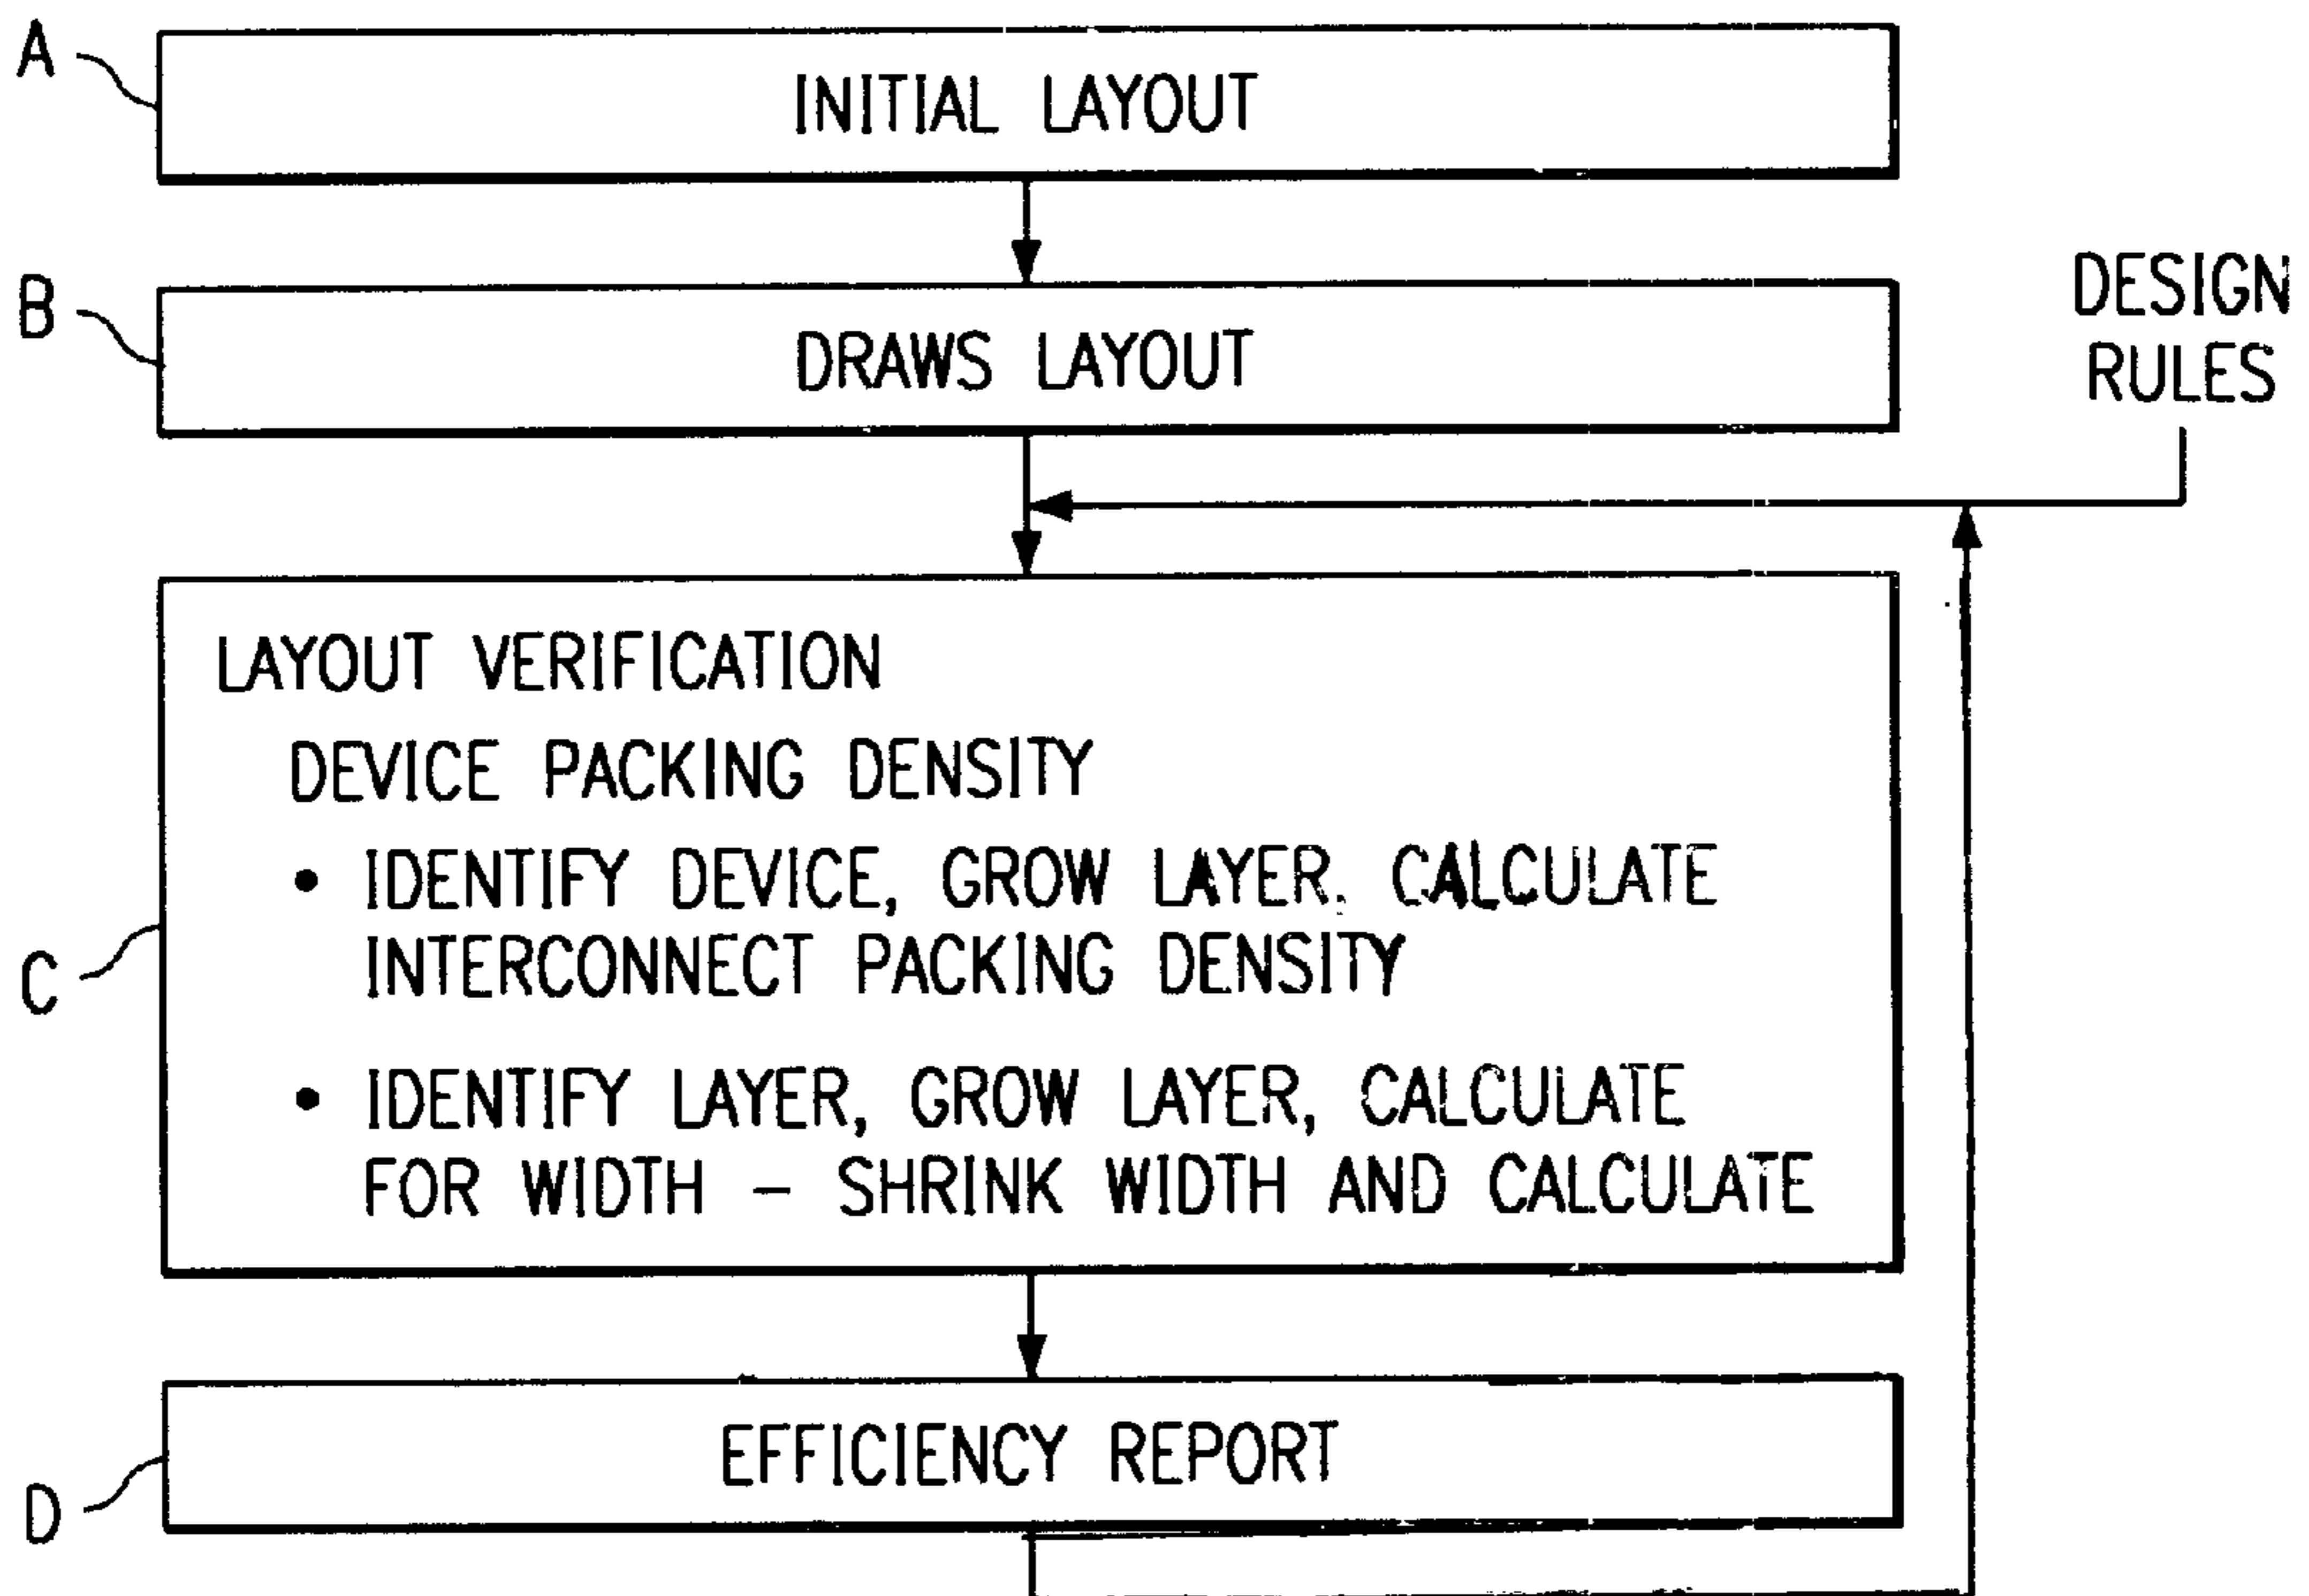 A
INITIAL LAYOUT
B
DRAWS LAYOUT
DESIGN
RULES
C
LAYOUT VERIFICATION
DEVICE PACKING DENSITY
• IDENTIFY DEVICE, GROW LAYER, CALCULATE
INTERCONNECT PACKING DENSITY
• IDENTIFY LAYER, GROW LAYER, CALCULATE
FOR WIDTH – SHRINK WIDTH AND CALCULATE
D
EFFICIENCY REPORT